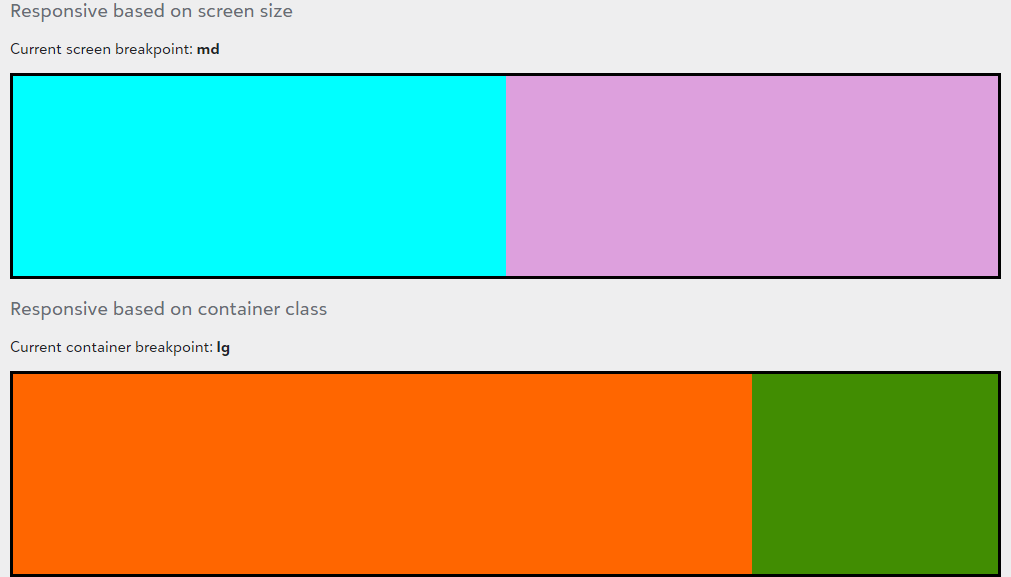 Responsive based on screen size
Current screen breakpoint: md
Responsive based on container class
Current container breakpoint: lg